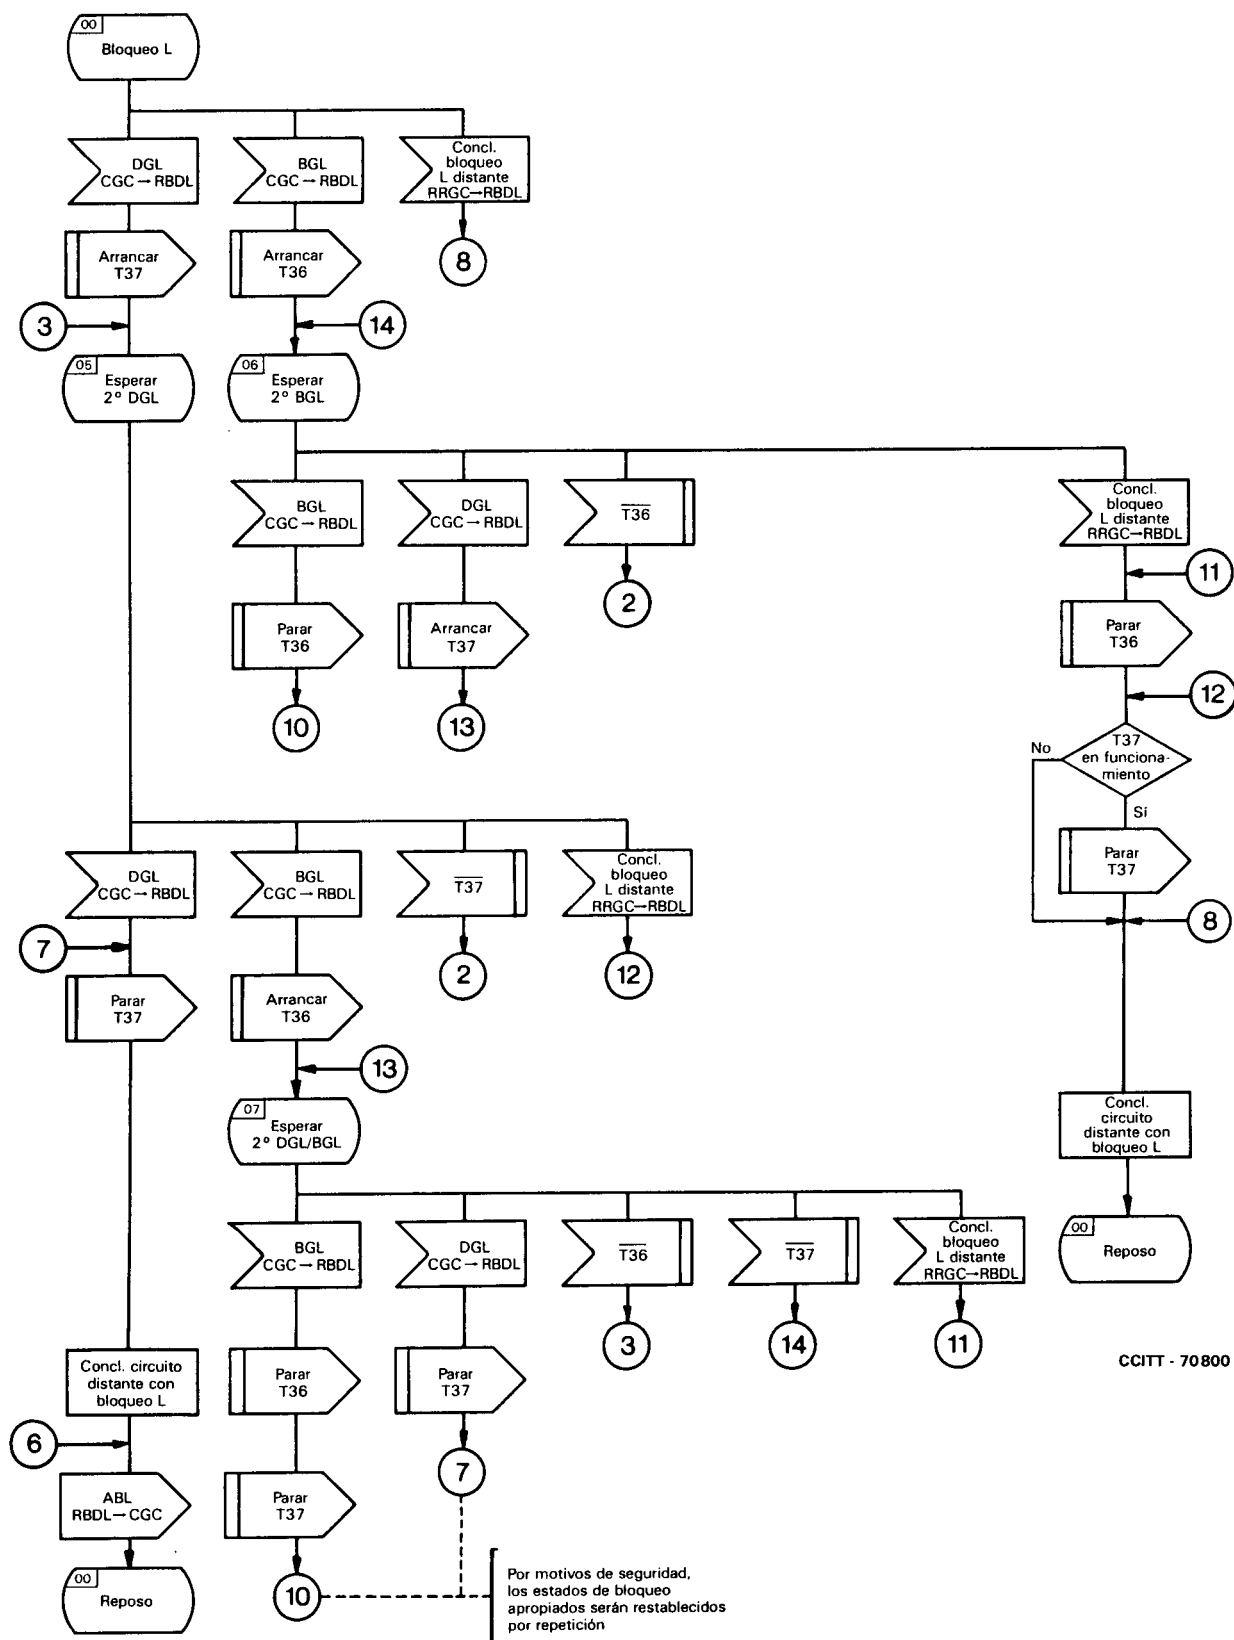 00
Bloqueo L
DGL
CGC → RBDL
BGL
CGC → RBDL
Concl.
bloqueo
L distante
RRGC→RBDL
8
Arrancar
T37
Arrancar
T36
3
14
05
Esperar
2° DGL
06
Esperar
2° BGL
BGL
CGC → RBDL
DGL
CGC → RBDL
T36
Concl.
bloqueo
L distante
RRGC→RBDL
2
11
Parar
T36
Arrancar
T37
Parar
T36
10
13
12
T37
en funciona-
miento
No
Sí
DGL
CGC → RBDL
BGL
CGC → RBDL
T37
Concl.
bloqueo
L distante
RRGC→RBDL
Parar
T37
7
2
12
8
Parar
T37
Arrancar
T36
13
07
Esperar
2° DGL/BGL
Concl.
circuito
distante con
bloqueo L
BGL
CGC → RBDL
DGL
CGC → RBDL
T36
T37
Concl.
bloqueo
L distante
RRGC→RBDL
00
Reposo
3
14
11
Concl. circuito
distante con
bloqueo L
Parar
T36
Parar
T37
CCITT - 70800
6
7
ABL
RBDL → CGC
Parar
T37
00
Reposo
10
Por motivos de seguridad,
los estados de bloqueo
apropiados serán restablecidos
por repetición